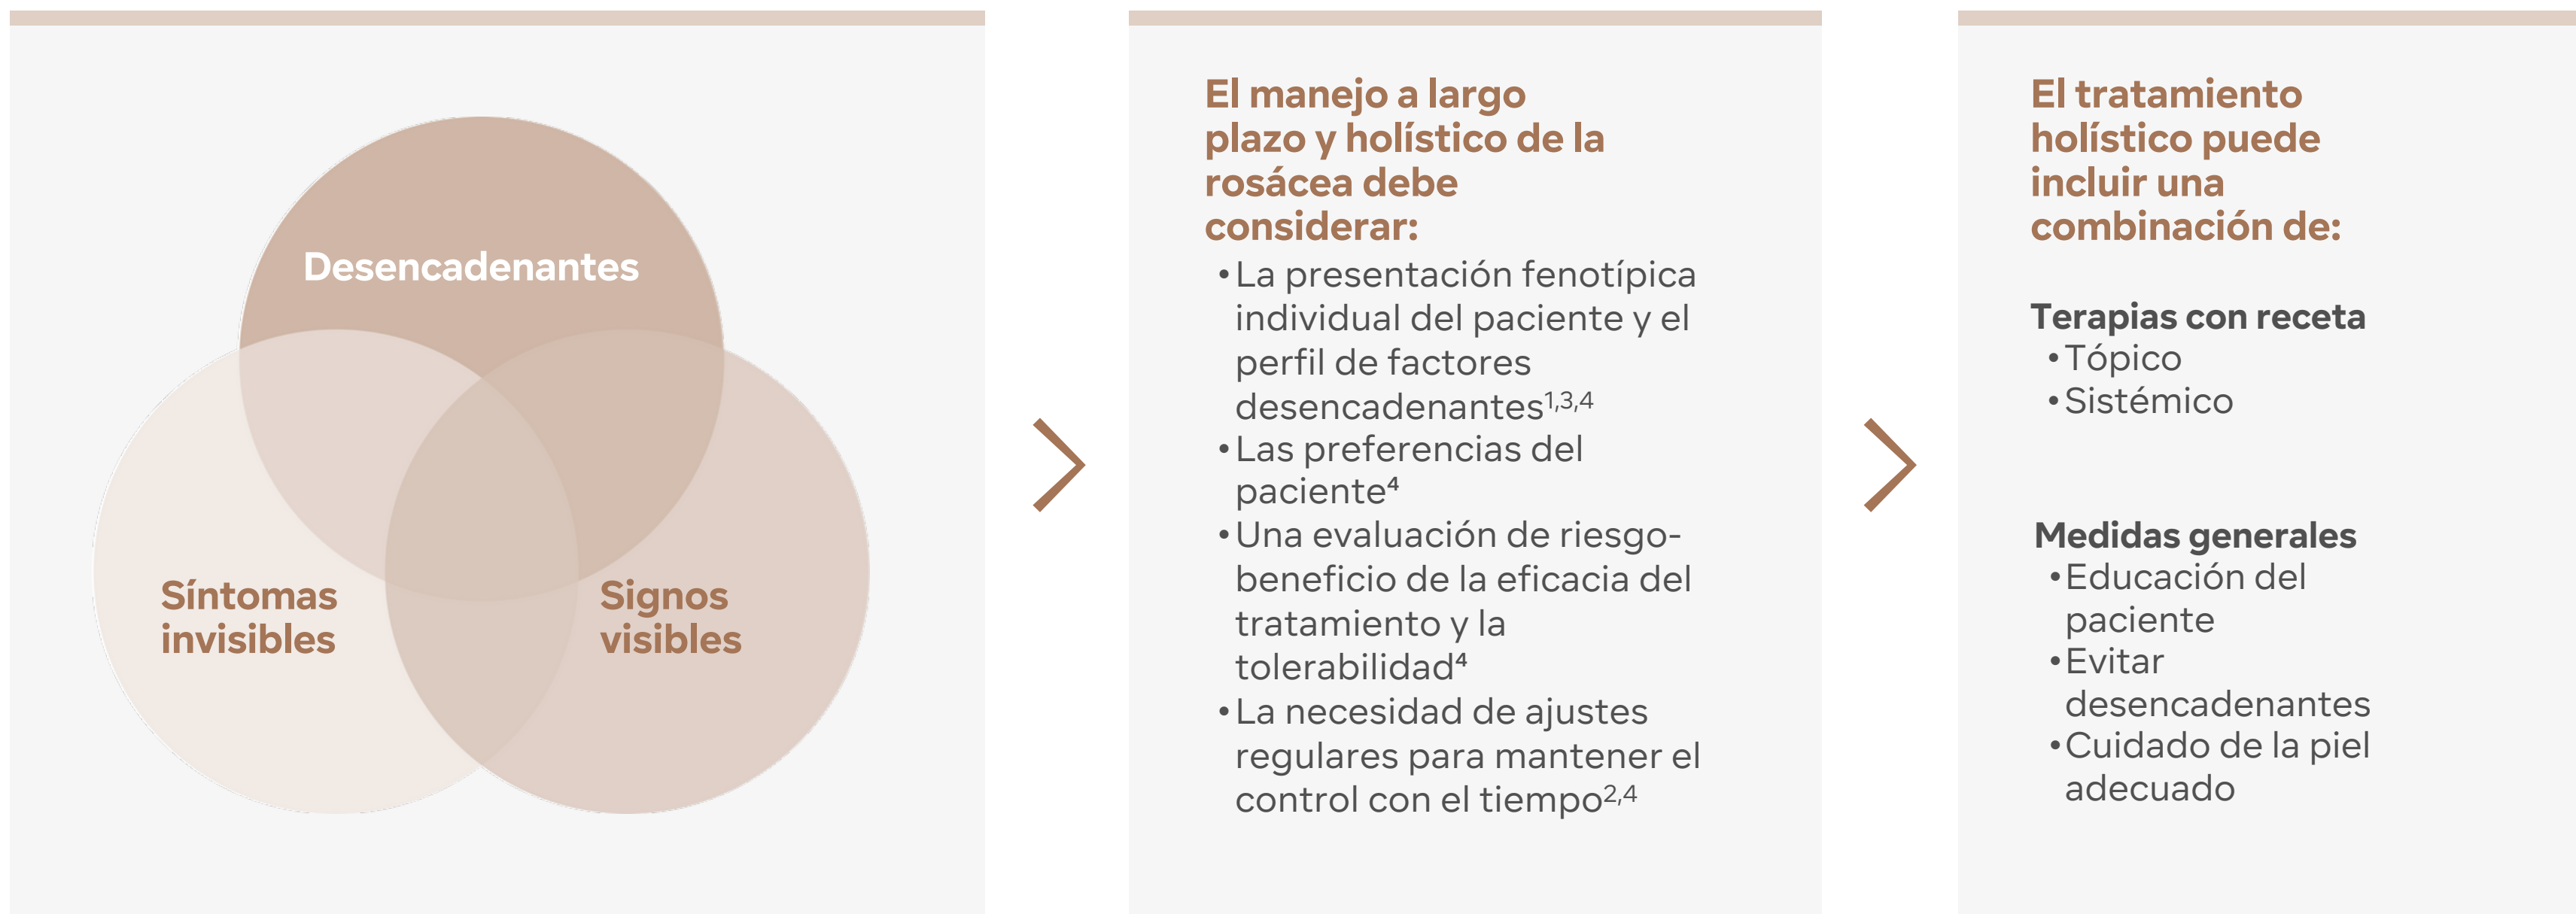 Desencadenantes
Síntomas
invisibles
Signos
visibles
El manejo a largo
plazo y holístico de la
rosácea debe
considerar:
•La presentación fenotípica
individual del paciente y el
perfil de factores
desencadenantes¹,³,⁴
•Las preferencias del
paciente⁴
•Una evaluación de riesgo-
beneficio de la eficacia del
tratamiento y la
tolerabilidad⁴
•La necesidad de ajustes
regulares para mantener el
control con el tiempo²,⁴
El tratamiento
holístico puede
incluir una
combinación de:
Terapias con receta
•Tópico
•Sistémico
Medidas generales
•Educación del
paciente
•Evitar
desencadenantes
•Cuidado de la piel
adecuado